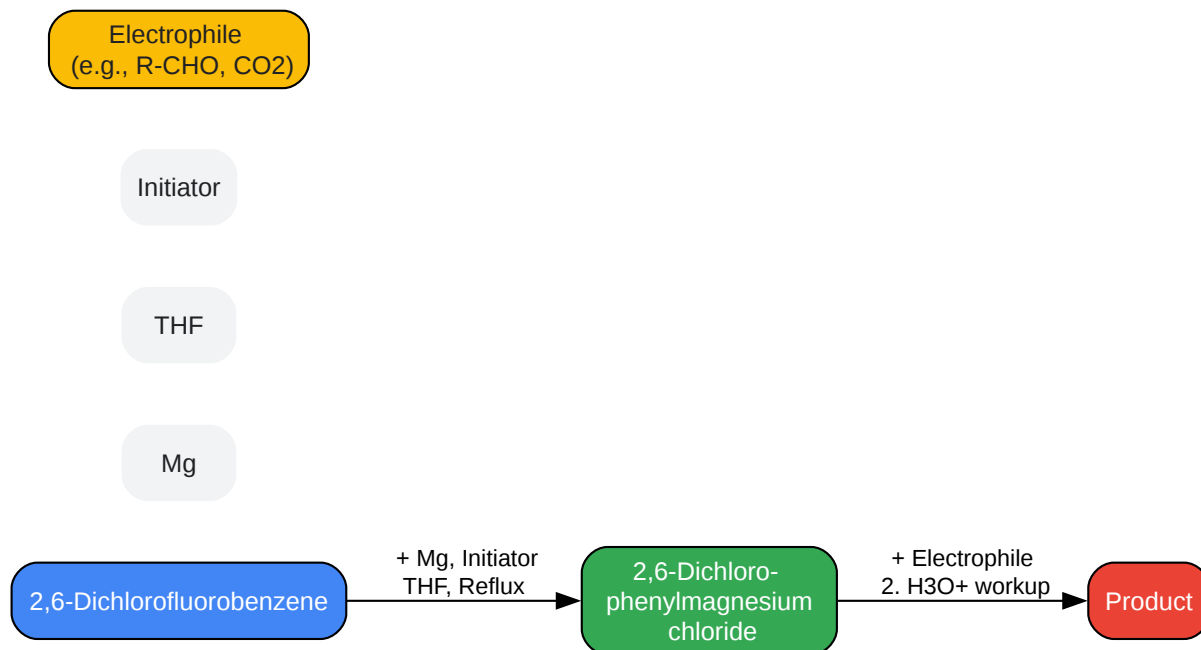 Electrophile
(e.g., R-CHO, CO2)
Initiator
THF
Mg
2,6-Dichlorofluorobenzene
+ Mg, Initiator
THF, Reflux
2,6-Dichloro-
phenylmagnesium
chloride
+ Electrophile
2. H3O+ workup
Product